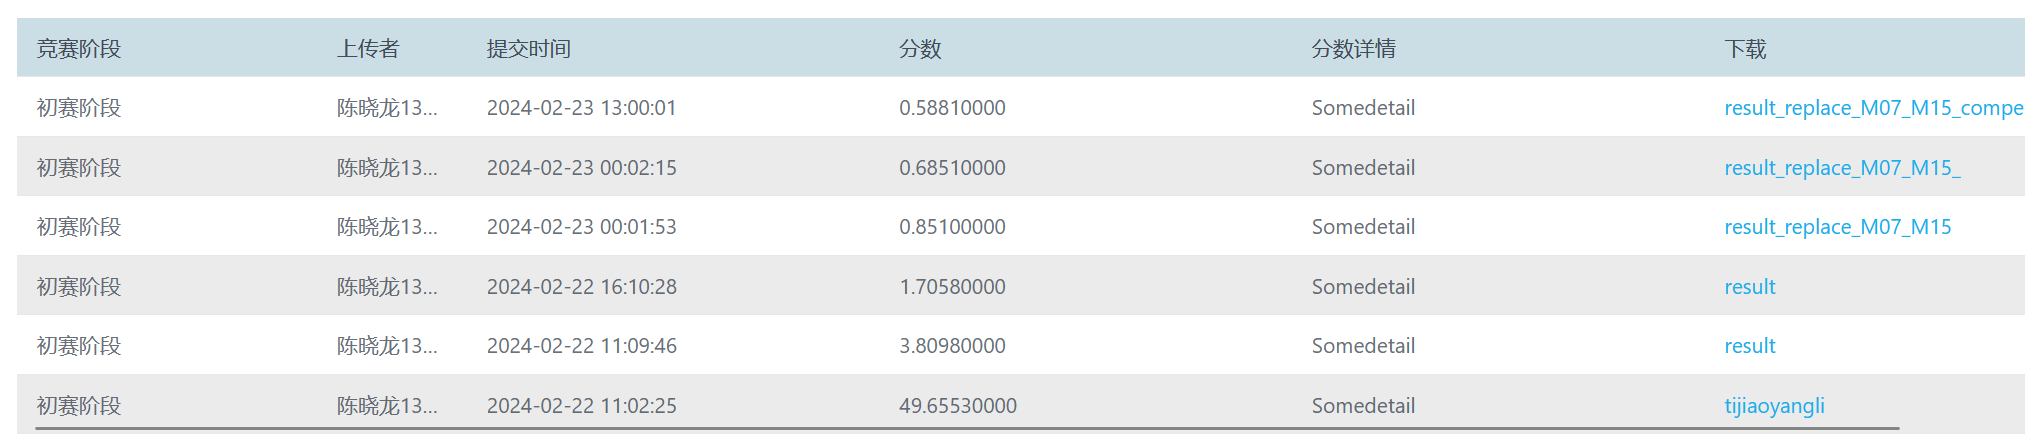 竞赛阶段 上传者 提交时间 分数 分数详情 下载
初赛阶段 陈晓龙13... 2024-02-23 13:00:01 0.58810000 Somedetail result_replace_M07_M15_compe
初赛阶段 陈晓龙13... 2024-02-23 00:02:15 0.68510000 Somedetail result_replace_M07_M15_
初赛阶段 陈晓龙13... 2024-02-23 00:01:53 0.85100000 Somedetail result_replace_M07_M15
初赛阶段 陈晓龙13... 2024-02-22 16:10:28 1.70580000 Somedetail result
初赛阶段 陈晓龙13... 2024-02-22 11:09:46 3.80980000 Somedetail result
初赛阶段 陈晓龙13... 2024-02-22 11:02:25 49.65530000 Somedetail tijiaoyangli